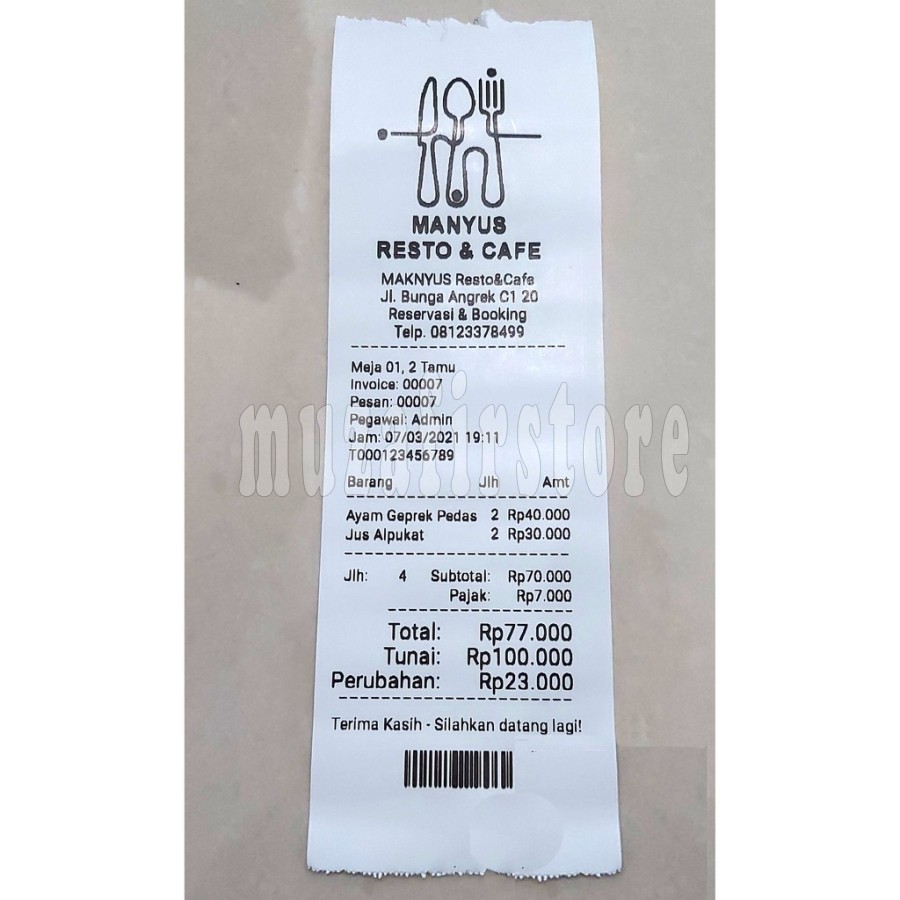 MANYUS
RESTO & CAFE
MAKNYUS Resto&Cafe
Jl. Bunga Angrek C1 20
Reservasi & Booking
Telp. 08123378499
Meja 01, 2 Tamu
Invoice: 00007
Pesan: 00007
Pegawai: Admin
Jam: 07/03/2021 19:11
T000123456789
muzafirstore
Barang Jlh Amt
Ayam Geprek Pedas 2 Rp40.000
Jus Alpukat 2 Rp30.000
Jlh: 4 Subtotal: Rp70.000
Pajak: Rp7.000
Total: Rp77.000
Tunai: Rp100.000
Perubahan: Rp23.000
Terima Kasih - Silahkan datang lagi!